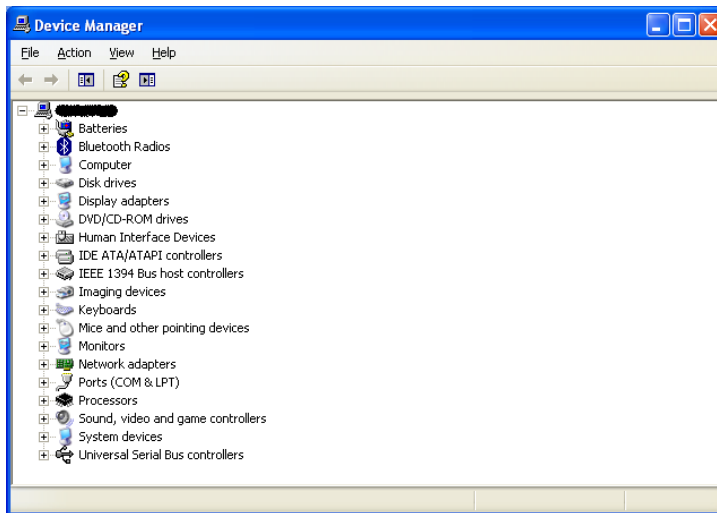 Device Manager
File Action View Help
Batteries
Bluetooth Radios
Computer
Disk drives
Display adapters
DVD/CD-ROM drives
Human Interface Devices
IDE ATA/ATAPI controllers
IEEE 1394 Bus host controllers
Imaging devices
Keyboards
Mice and other pointing devices
Monitors
Network adapters
Ports (COM & LPT)
Processors
Sound, video and game controllers
System devices
Universal Serial Bus controllers